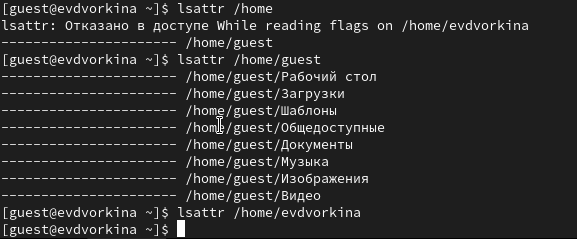 [guest@evdvorkina ~]$ lsattr /home
lsattr: Отказано в доступе While reading flags on /home/evdvorkina
---------------------- /home/guest
[guest@evdvorkina ~]$ lsattr /home/guest
---------------------- /home/guest/Рабочий стол
---------------------- /home/guest/Загрузки
---------------------- /home/guest/Шаблоны
---------------------- /home/guest/Общедоступные
---------------------- /home/guest/Документы
---------------------- /home/guest/Музыка
---------------------- /home/guest/Изображения
---------------------- /home/guest/Видео
[guest@evdvorkina ~]$ lsattr /home/evdvorkina
[guest@evdvorkina ~]$